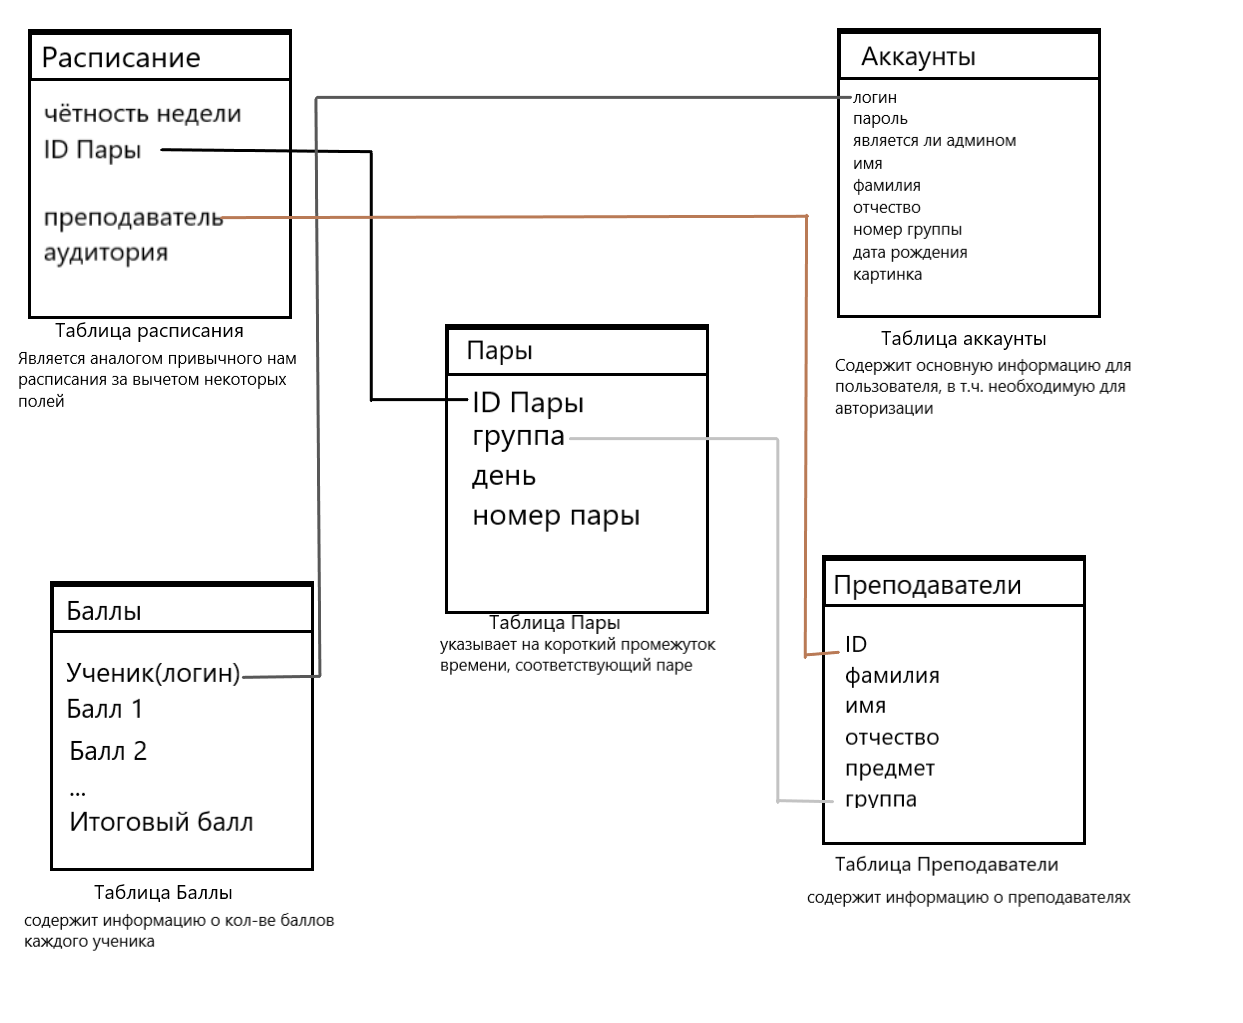 Расписание
чётность недели
ID Пары
преподаватель
аудитория
Таблица расписания
Является аналогом привычного нам
расписания за вычетом некоторых
полей
Аккаунты
логин
пароль
является ли админом
имя
фамилия
отчество
номер группы
дата рождения
картинка
Таблица аккаунты
Содержит основную информацию для
пользователя, в т.ч. необходимую для
авторизации
Пары
ID Пары
группа
день
номер пары
Таблица Пары
указывает на короткий промежуток
времени, соответствующий паре
Баллы
Ученик(логин)
Балл 1
Балл 2
...
Итоговый балл
Таблица Баллы
содержит информацию о кол-ве баллов
каждого ученика
Преподаватели
ID
фамилия
имя
отчество
предмет
группа
Таблица Преподаватели
содержит информацию о преподавателях